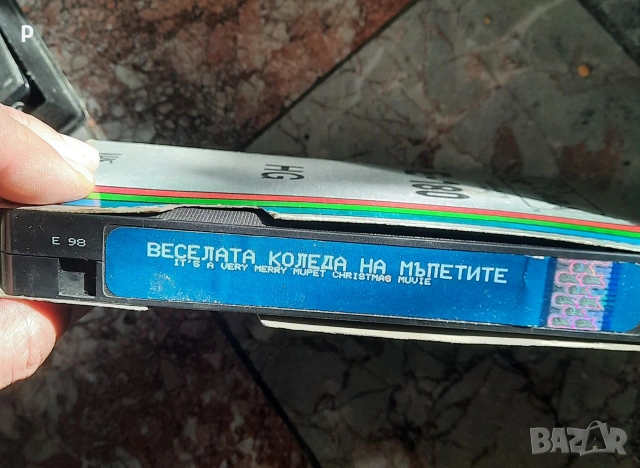 P
HG
E 98
ВЕСЕЛАТА КОЛЕДА НА МЪПЕТИТЕ
IT'S A VERY MERRY MUPET CHRISTMAS MUVIE
BAZAR